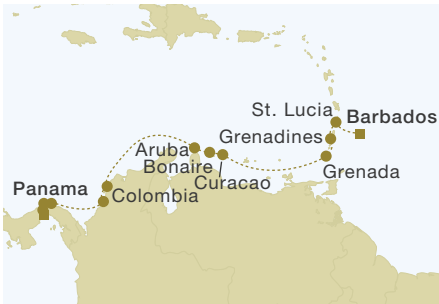 St. Lucia
Barbados
Grenadines
Aruba
Bonaire
Curacao
Grenada
Panama
Colombia